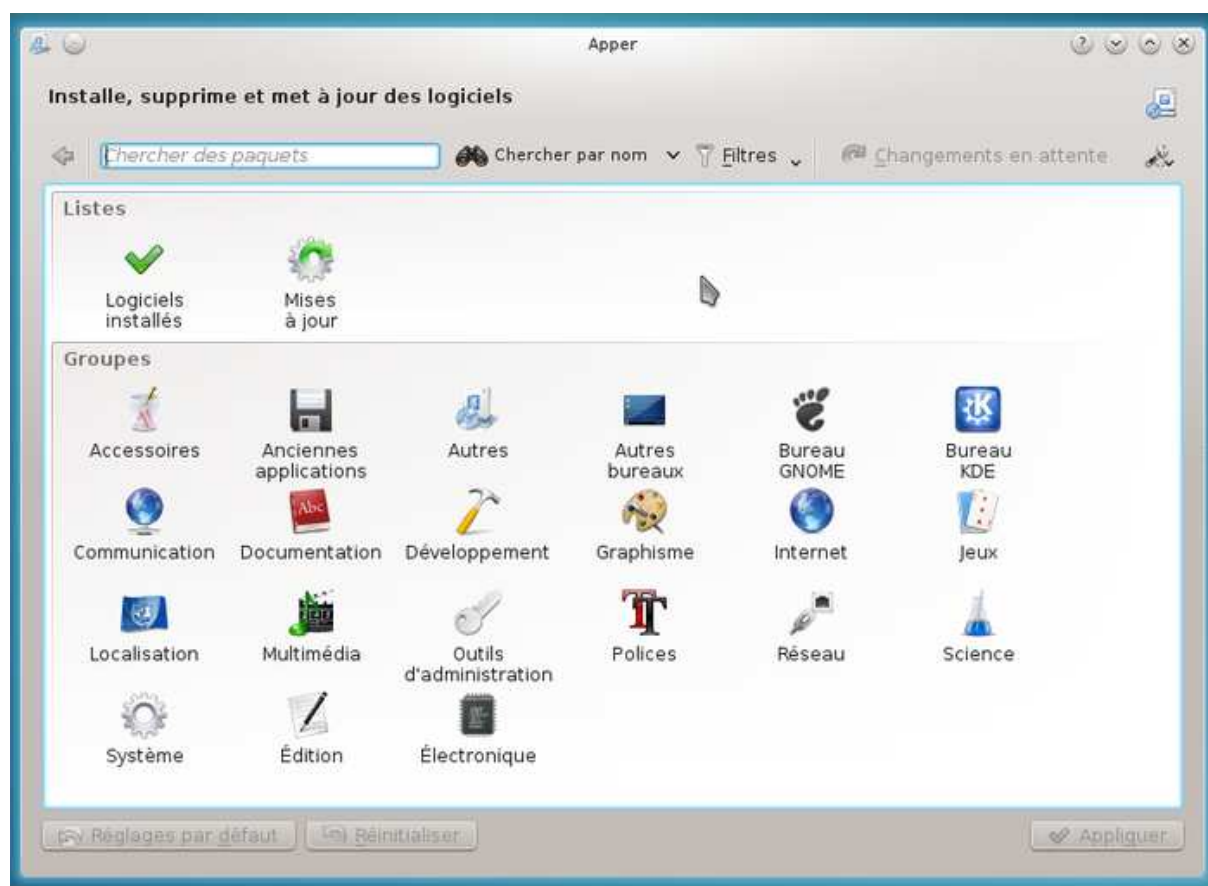 Apper
Installe, supprime et met à jour des logiciels
Chercher des paquets
Chercher par nom
Filtres
Changements en attente
Listes
Logiciels
installés
Mises
à jour
Groupes
Accessoires
Anciennes
applications
Autres
Autres
bureaux
Bureau
GNOME
Bureau
KDE
Communication
Abc
Documentation
Développement
Graphisme
Internet
Jeux
Localisation
Multimédia
Outils
d'administration
Polices
Réseau
Science
Système
Édition
Électronique
Réglages par défaut
Réinitialiser
Appliquer